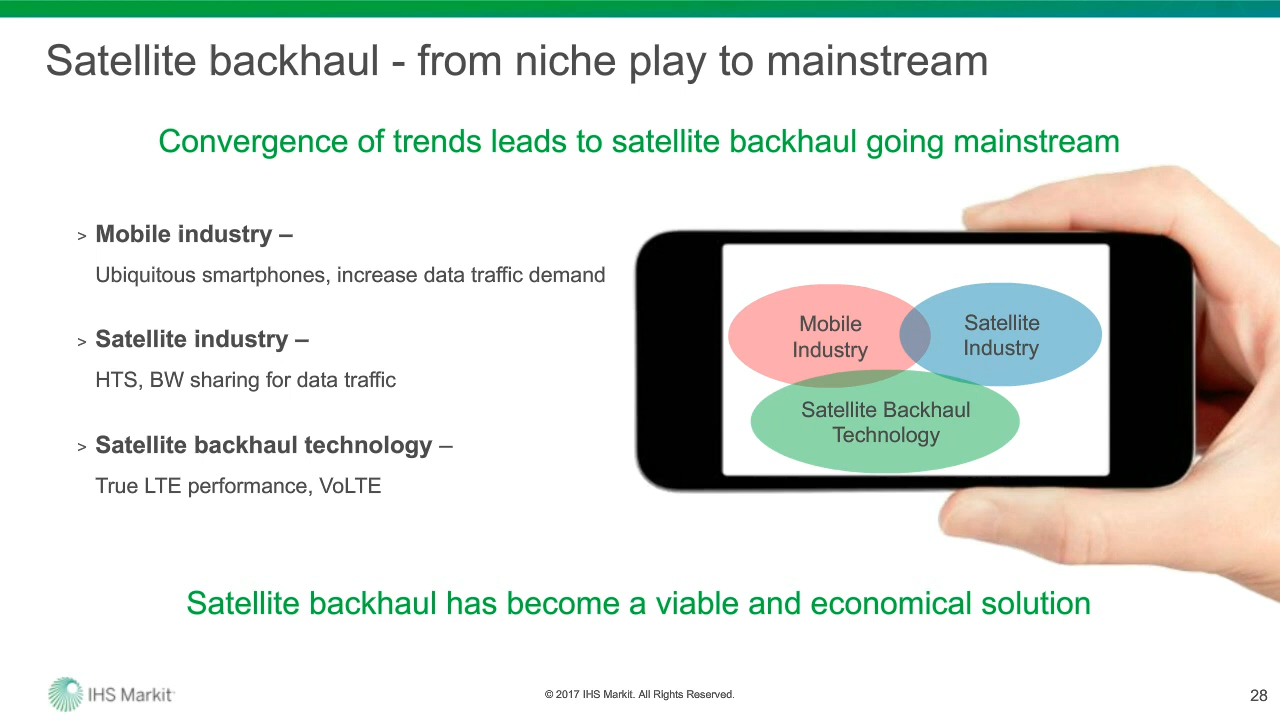 Satellite backhaul - from niche play to mainstream
Convergence of trends leads to satellite backhaul going mainstream
> Mobile industry –
Ubiquitous smartphones, increase data traffic demand
> Satellite industry –
HTS, BW sharing for data traffic
> Satellite backhaul technology –
True LTE performance, VoLTE
Mobile
Industry
Satellite
Industry
Satellite Backhaul
Technology
Satellite backhaul has become a viable and economical solution
IHS Markit
© 2017 IHS Markit. All Rights Reserved.
28